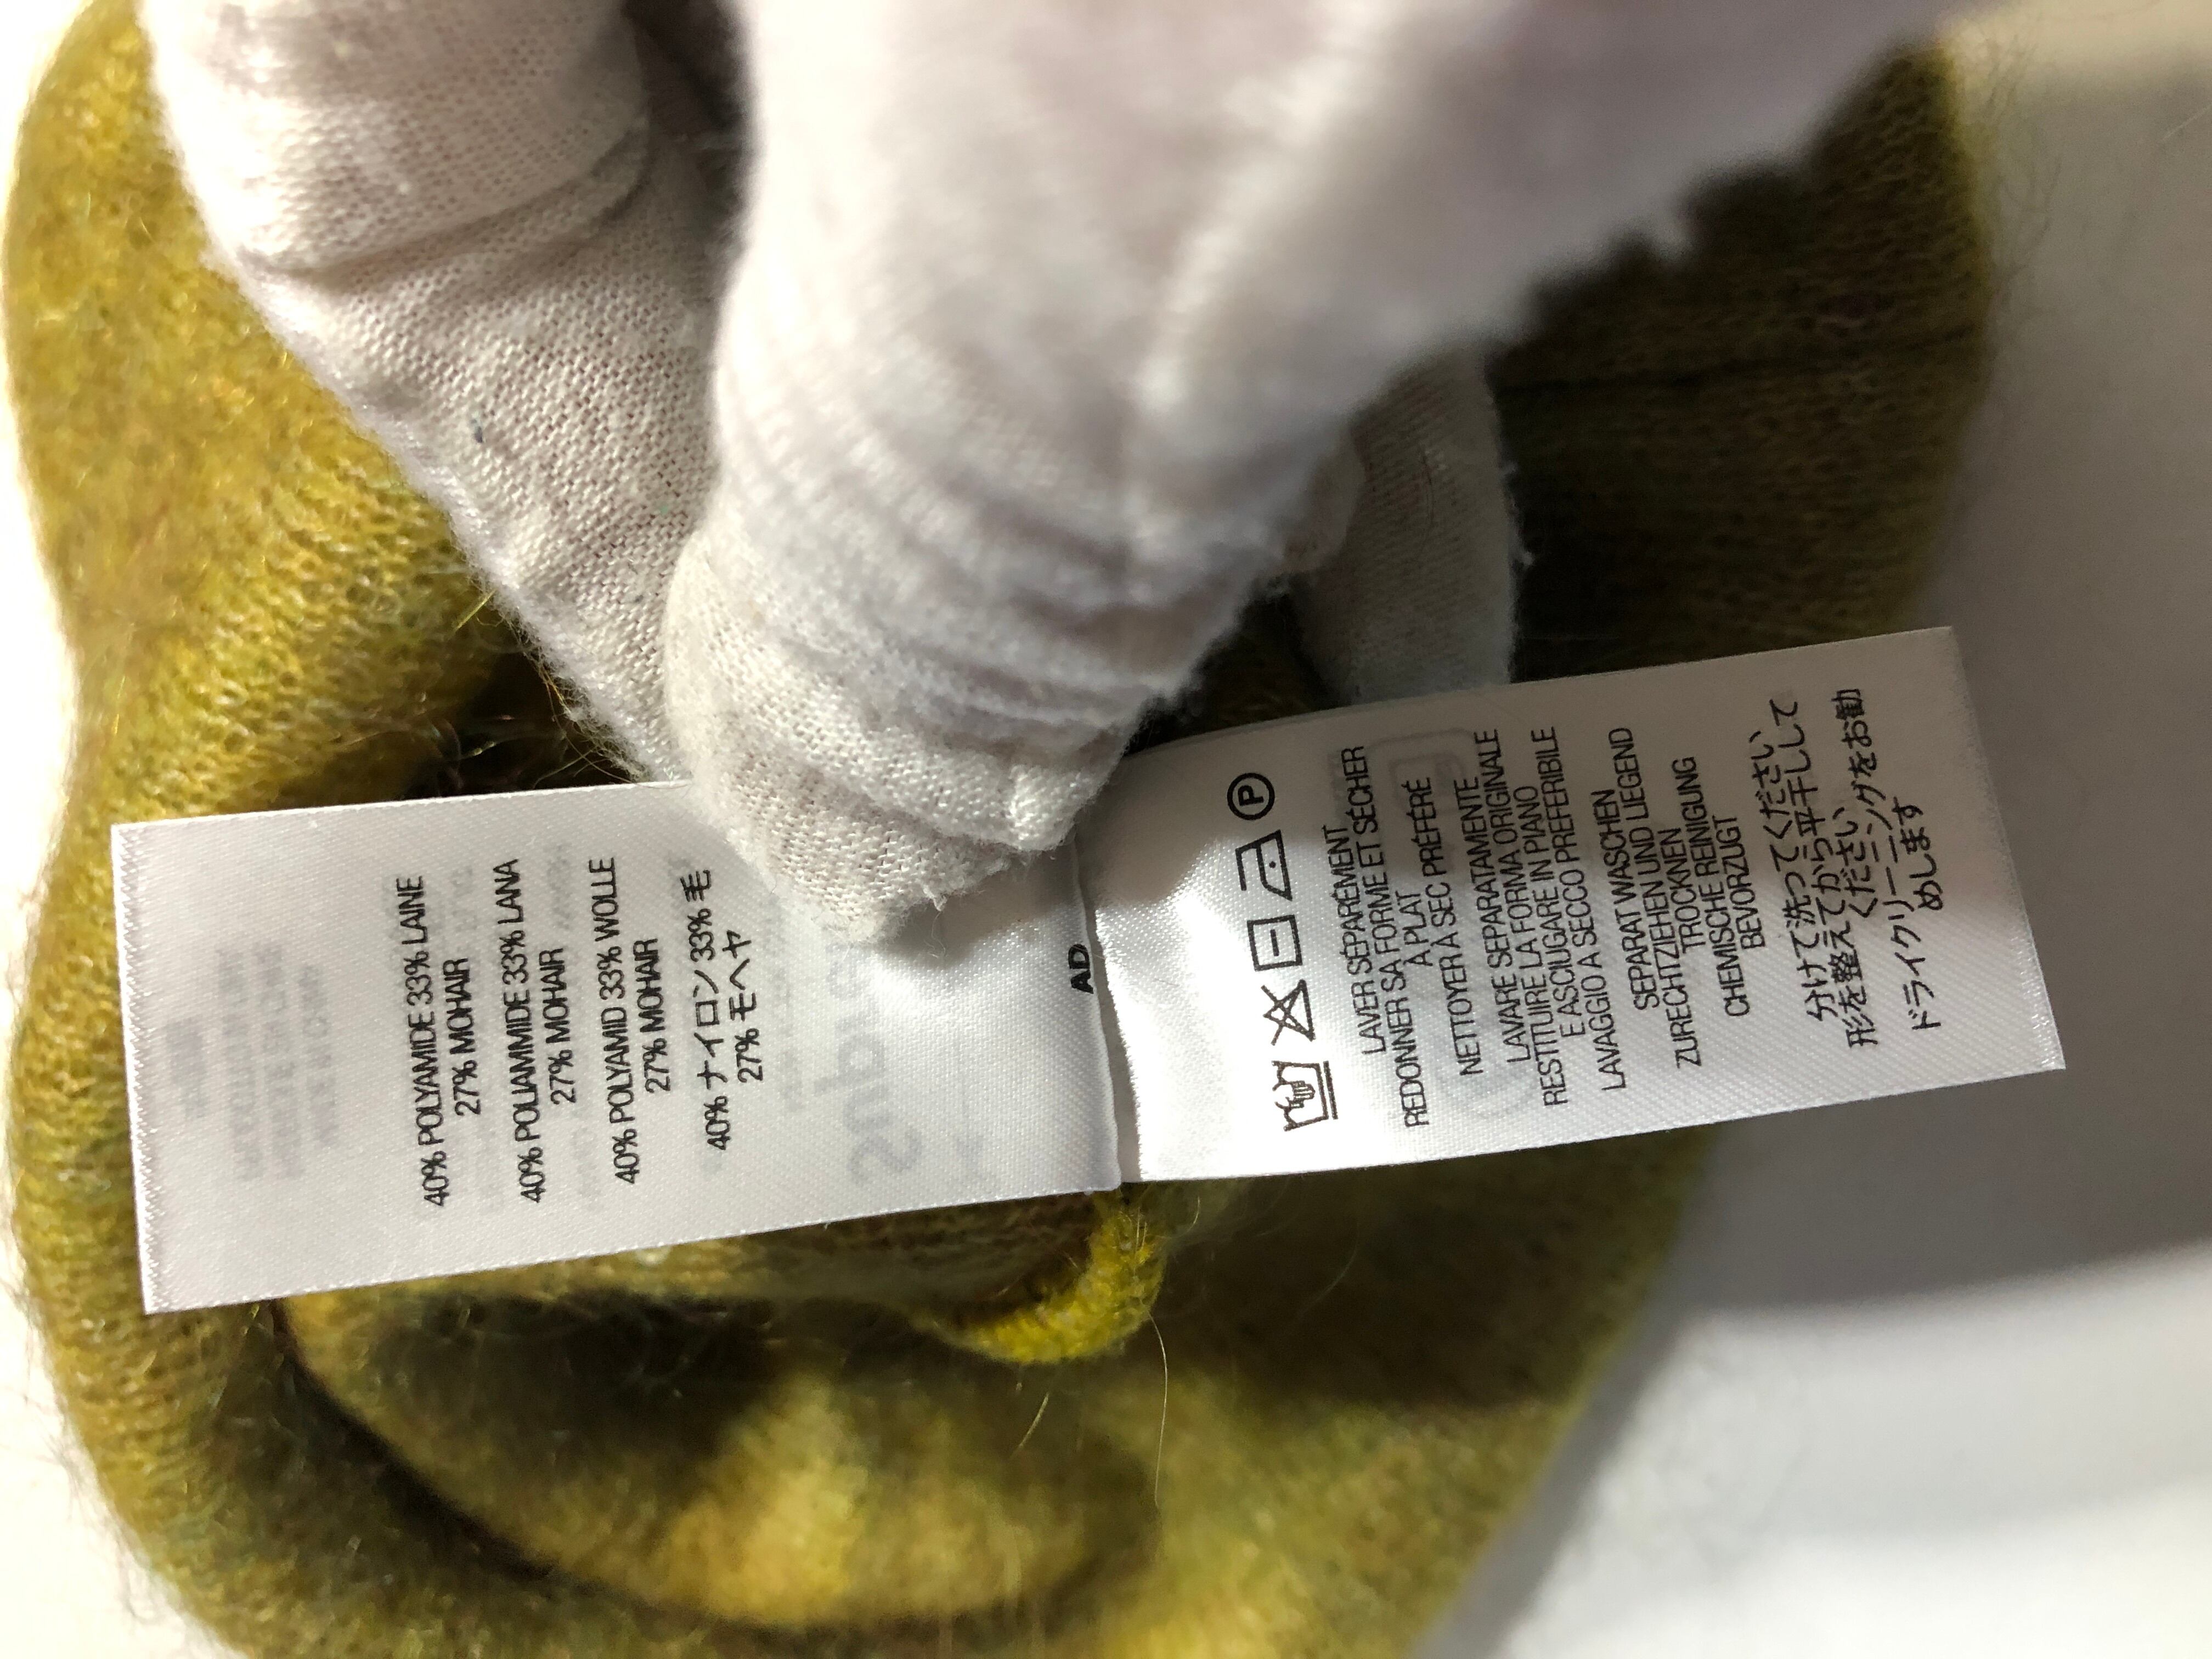 40% POLYAMIDE 33% LAINE
27% MOHAIR
40% POLIAMMIDE 33% LANA
27% MOHAIR
40% POLYAMID 33% WOLLE
27% MOHAIR
40% ナイロン 33% 毛
27% モヘヤ
AD
P
LAVER SÉPARÉMENT
REDONNER SA FORME ET SÉCHER
À PLAT
NETTOYER À SEC PRÉFÉRÉ
LAVARE SEPARATAMENTE
RESTITUIRE LA FORMA ORIGINALE
E ASCIUGARE IN PIANO
LAVAGGIO A SECCO PREFERIBILE
SEPARAT WASCHEN
ZURECHTZIEHEN UND LIEGEND
TROCKNEN
CHEMISCHE REINIGUNG
BEVORZUGT
分けて洗ってください
形を整えてから平干しして
ください
ドライクリーニングをお勧
めします